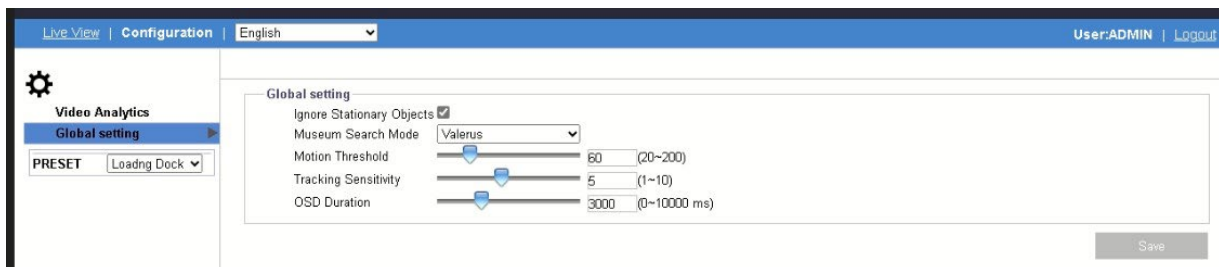 Live View | Configuration | English User:ADMIN | Logout
Video Analytics
Global setting
PRESET Loadng Dock
Global setting
Ignore Stationary Objects
Museum Search Mode Valerus
Motion Threshold 60 (20~200)
Tracking Sensitivity 5 (1~10)
OSD Duration 3000 (0~10000 ms)
Save